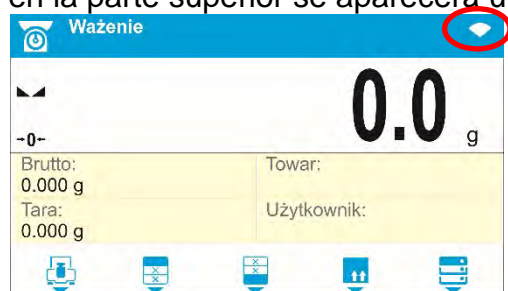 en la parte superior se aparecerá u
Ważenie
0.0 g
→0←
Brutto:
0.000 g
Towar:
Tara:
0.000 g
Użytkownik: